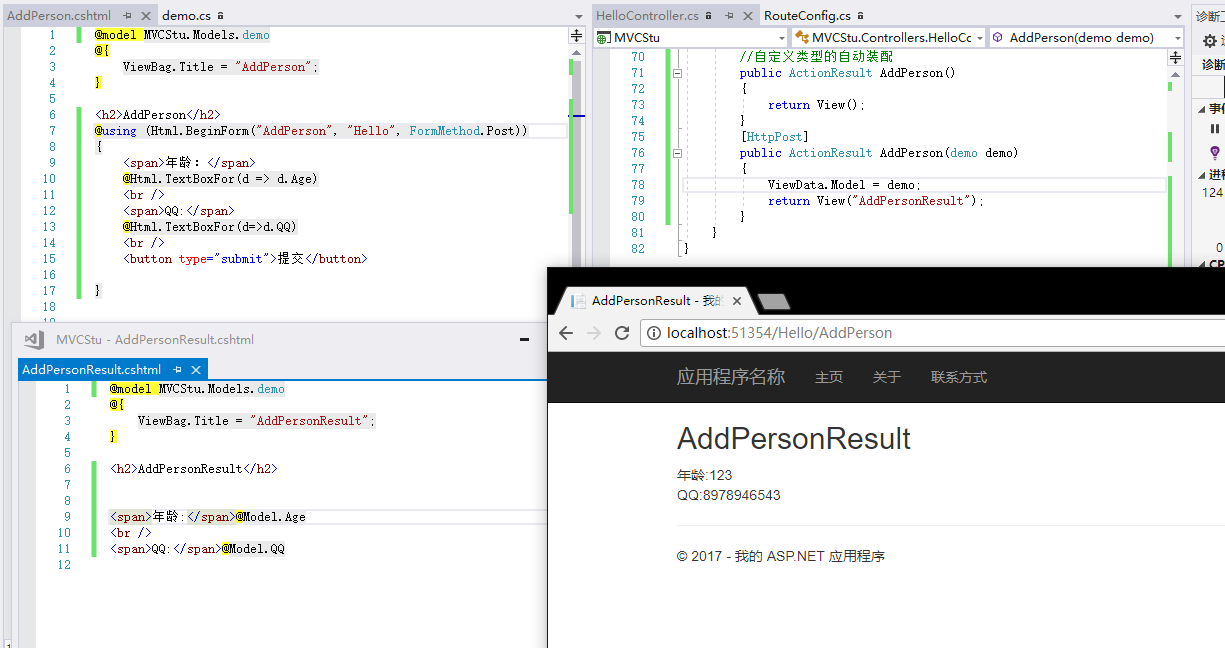 AddPerson.cshtml
demo.cs
1 @model MVCStu.Models.demo
2 @{
3 ViewBag.Title = "AddPerson";
4 }
5
6 <h2>AddPerson</h2>
7 @using (Html.BeginForm("AddPerson", "Hello", FormMethod.Post))
8 {
9 <span>年龄：</span>
10 @Html.TextBoxFor(d => d.Age)
11 <br />
12 <span>QQ:</span>
13 @Html.TextBoxFor(d=>d.QQ)
14 <br />
15 <button type="submit">提交</button>
16
17 }
18
HelloController.cs
RouteConfig.cs
MVCStu
MVCStu.Controllers.HelloCc
AddPerson(demo demo)
70 //自定义类型的自动装配
71 public ActionResult AddPerson()
72 {
73 return View();
74 }
75 [HttpPost]
76 public ActionResult AddPerson(demo demo)
77 {
78 ViewData.Model = demo;
79 return View("AddPersonResult");
80 }
81 }
82 }
诊断工
诊断
事件
进程
124
0
MVCStu - AddPersonResult.cshtml
AddPersonResult.cshtml
1 @model MVCStu.Models.demo
2 @{
3 ViewBag.Title = "AddPersonResult";
4 }
5
6 <h2>AddPersonResult</h2>
7
8
9 <span>年龄:</span>@Model.Age
10 <br />
11 <span>QQ:</span>@Model.QQ
12
AddPersonResult - 我的
localhost:51354/Hello/AddPerson
应用程序名称 主页 关于 联系方式
AddPersonResult
年龄:123
QQ:8978946543
© 2017 - 我的 ASP.NET 应用程序